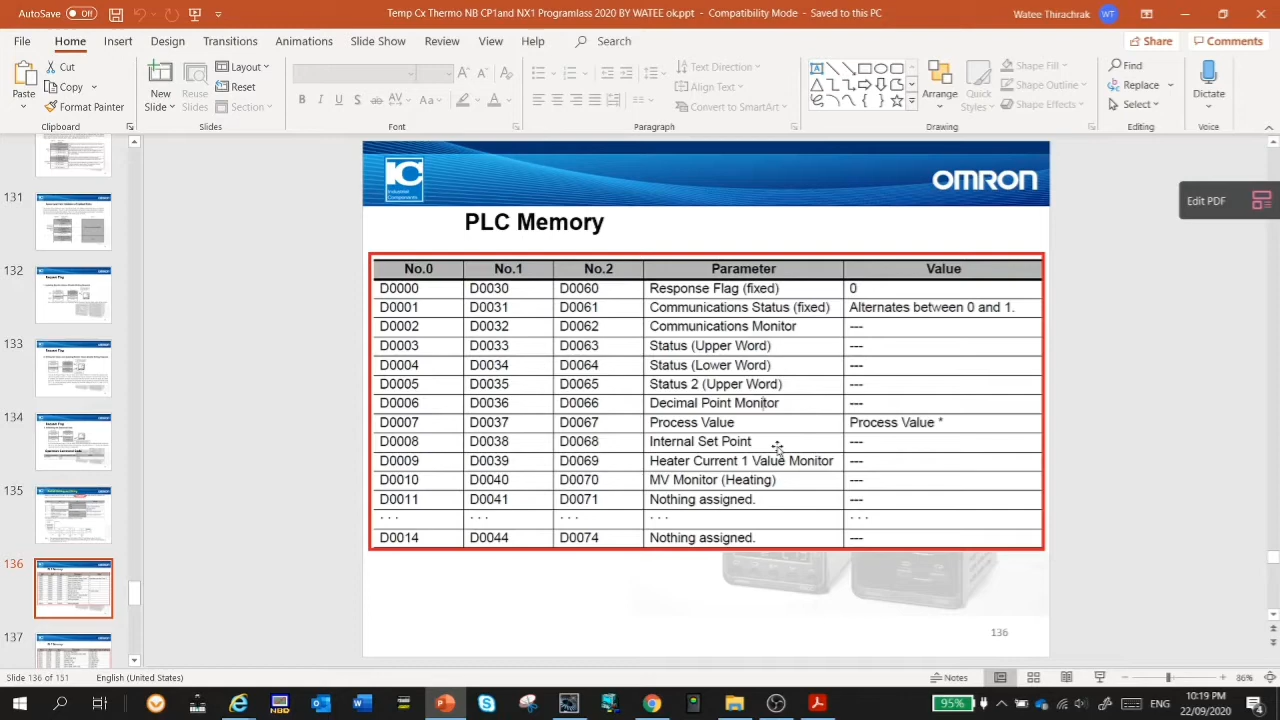 AutoSave Off
Temp Cx Thermo NB CP1and NX1 Programlass 2020 BY WATEE ok.ppt - Compatibility Mode - Saved to this PC
Watee Thirachrak WT
File Home Insert Design Transitions Animations Slide Show Review View Help Search Share Comments
Paste Cut Copy Format Painter
New Slide Reuse Slides Layout Reset Section
Text Direction Align Text Convert to SmartArt
Arrange Quick Styles Shape Fill Shape Outline Shape Effects
Find Replace Select Dictate
Clipboard Slides Font Paragraph Drawing Editing Voice
Edit PDF
131
132
133
134
135
136
137
IC Industrial Components OMRON
PLC Memory
No.0 No.1 No.2 Parameter Value
D0000 D0030 D0060 Response Flag (fixed) 0
D0001 D0031 D0061 Communications Status (fixed) Alternates between 0 and 1.
D0002 D0032 D0062 Communications Monitor ---
D0003 D0033 D0063 Status (Upper Word) ---
D0004 D0034 D0064 Status (Lower Word) ---
D0005 D0035 D0065 Status 2 (Upper Word) ---
D0006 D0036 D0066 Decimal Point Monitor ---
D0007 D0037 D0067 Process Value Process Value *
D0008 D0038 D0068 Internal Set Point ---
D0009 D0039 D0069 Heater Current 1 Value Monitor ---
D0010 D0040 D0070 MV Monitor (Heating) ---
D0011 D0041 D0071 Nothing assigned. ---
· · · · · · · · · · · · · · ·
D0014 D0044 D0074 Nothing assigned. ---
136
Slide 136 of 151 English (United States) Notes 86%
95% ENG 10:19 PM
22/09/2020